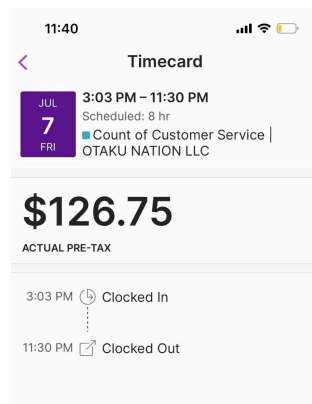 11:40
Timecard
JUL
7
FRI
3:03 PM – 11:30 PM
Scheduled: 8 hr
Count of Customer Service |
OTAKU NATION LLC
$126.75
ACTUAL PRE-TAX
3:03 PM Clocked In
11:30 PM Clocked Out